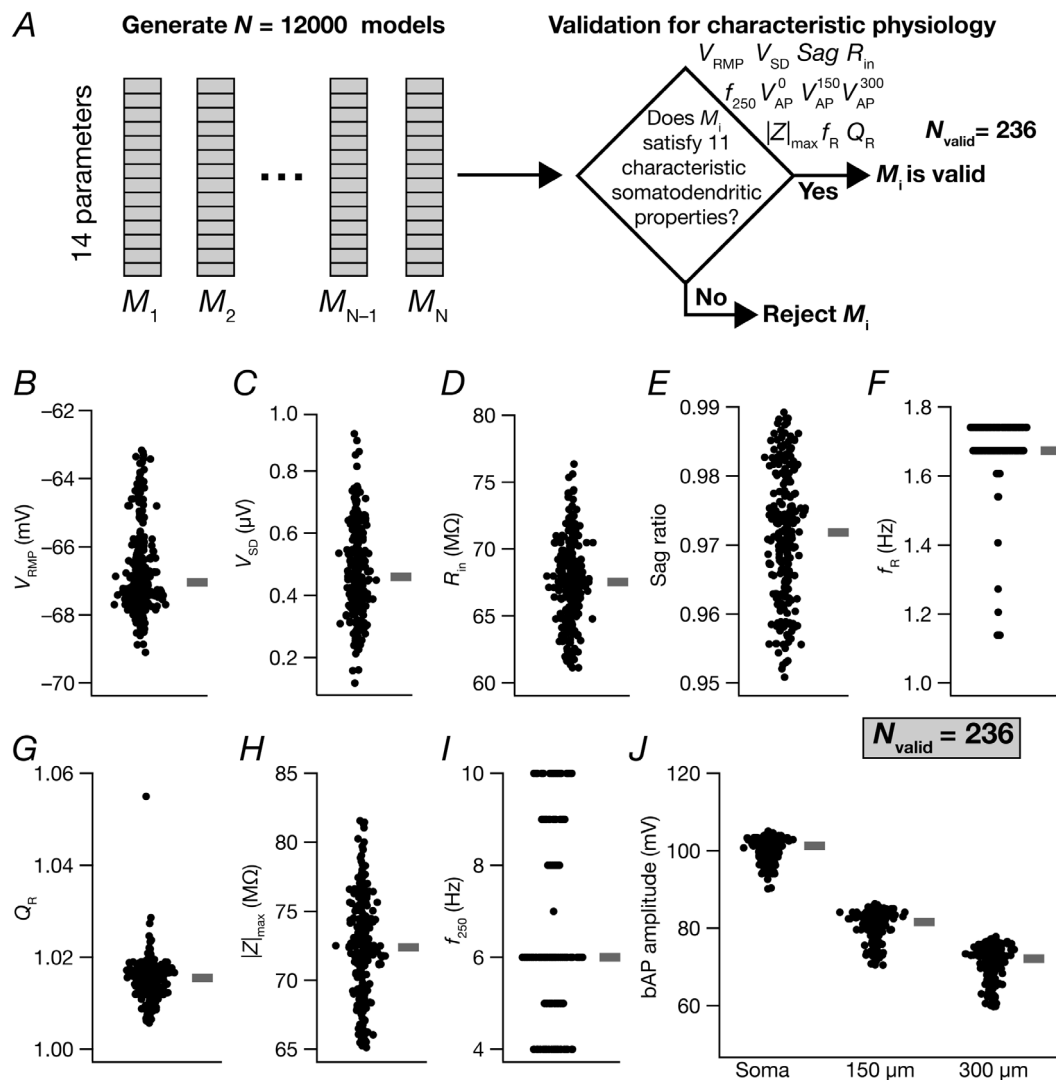 A
Generate N = 12000 models
Validation for characteristic physiology
14 parameters
M1 M2 ... MN–1 MN
VRMP VSD Sag Rin
f250 V0AP V150AP V300AP
|Z|max fR QR
Does Mi
satisfy 11
characteristic
somatodendritic
properties?
Nvalid = 236
Yes
Mi is valid
No
Reject Mi
B
VRMP (mV)
–62
–64
–66
–68
–70
C
VSD (µV)
1.0
0.8
0.6
0.4
0.2
D
Rin (MΩ)
80
75
70
65
60
E
Sag ratio
0.99
0.98
0.97
0.96
0.95
F
fR (Hz)
1.8
1.6
1.4
1.2
1.0
Nvalid = 236
G
QR
1.06
1.04
1.02
1.00
H
|Z|max (MΩ)
85
80
75
70
65
I
f250 (Hz)
10
8
6
4
J
bAP amplitude (mV)
120
100
80
60
Soma 150 µm 300 µm